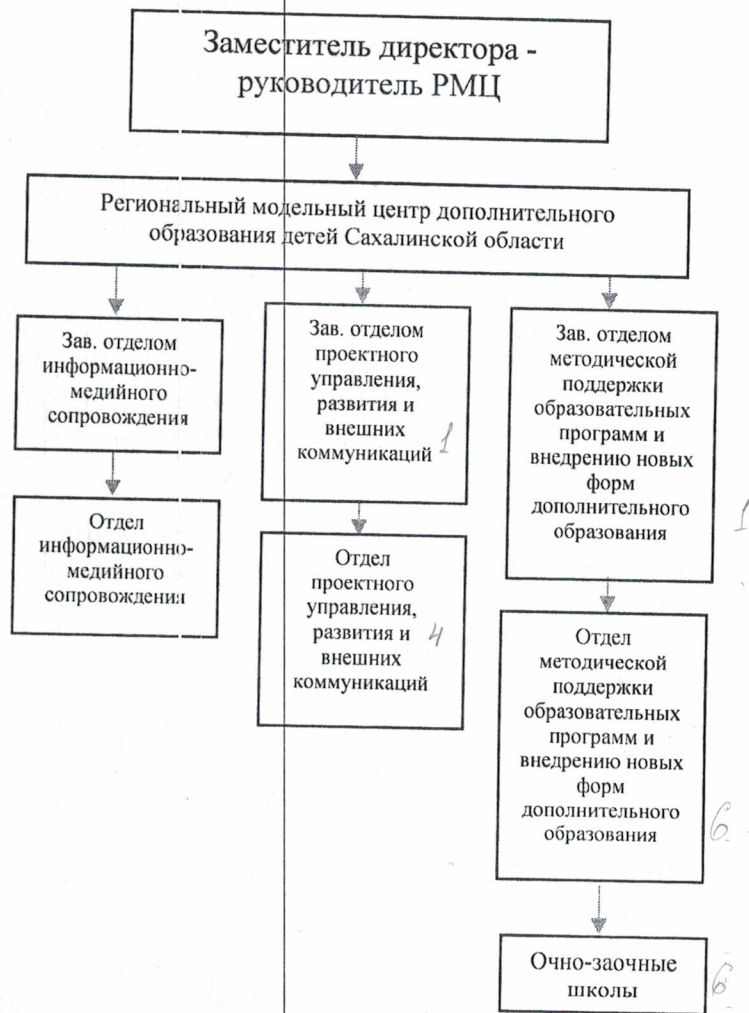 Заместитель директора -
руководитель РМЦ
Региональный модельный центр дополнительного
образования детей Сахалинской области
Зав. отделом
информационно-
медийного
сопровождения
Отдел
информационно-
медийного
сопровождения
Зав. отделом
проектного
управления,
развития и
внешних
коммуникаций 1
Отдел
проектного
управления,
развития и 4
внешних
коммуникаций
Зав. отделом
методической
поддержки
образовательных
программ и
внедрению новых
форм
дополнительного 1
образования
Отдел
методической
поддержки
образовательных
программ и
внедрению новых
форм
дополнительного
образования 6
Очно-заочные
школы 6